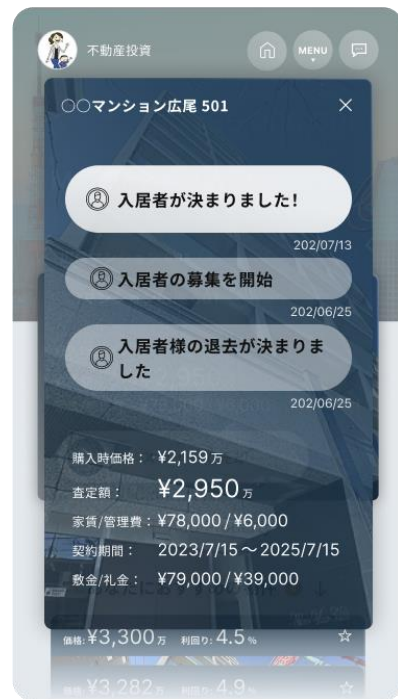 不動産投資
MENU
○○マンション広尾 501
入居者が決まりました!
202/07/13
入居者の募集を開始
202/06/25
入居者様の退去が決まりま
した
202/06/25
購入時価格： ¥2,159万
査定額： ¥2,950万
家賃/管理費：¥78,000/¥6,000
契約期間： 2023/7/15～2025/7/15
敷金/礼金： ¥79,000/¥39,000
価格:¥3,300万 利回り:4.5%
価格:¥3,282万 利回り:4.9%